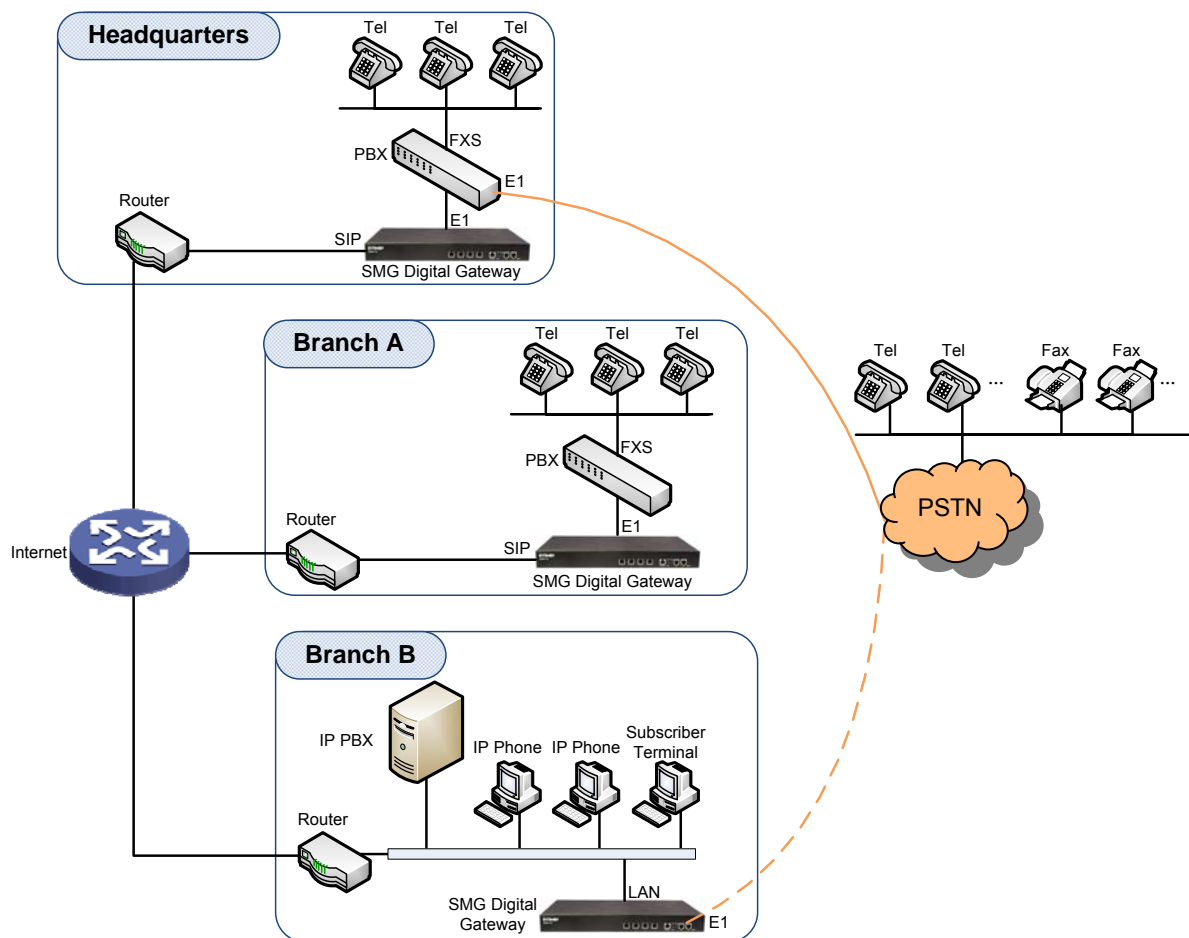 Headquarters
Tel
Tel
Tel
FXS
PBX
E1
E1
Router
SIP
SMG Digital Gateway
Branch A
Tel
Tel
Tel
FXS
PBX
E1
Router
SIP
SMG Digital Gateway
Internet
Tel
Tel
...
Fax
Fax
...
PSTN
Branch B
IP PBX
IP Phone
IP Phone
Subscriber
Terminal
Router
LAN
SMG Digital
Gateway
E1